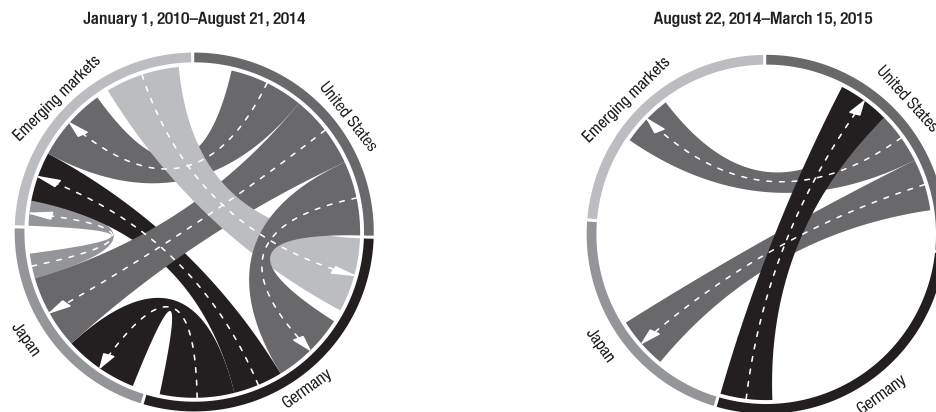 January 1, 2010–August 21, 2014
Emerging markets
United States
Japan
Germany
August 22, 2014–March 15, 2015
Emerging markets
United States
Japan
Germany